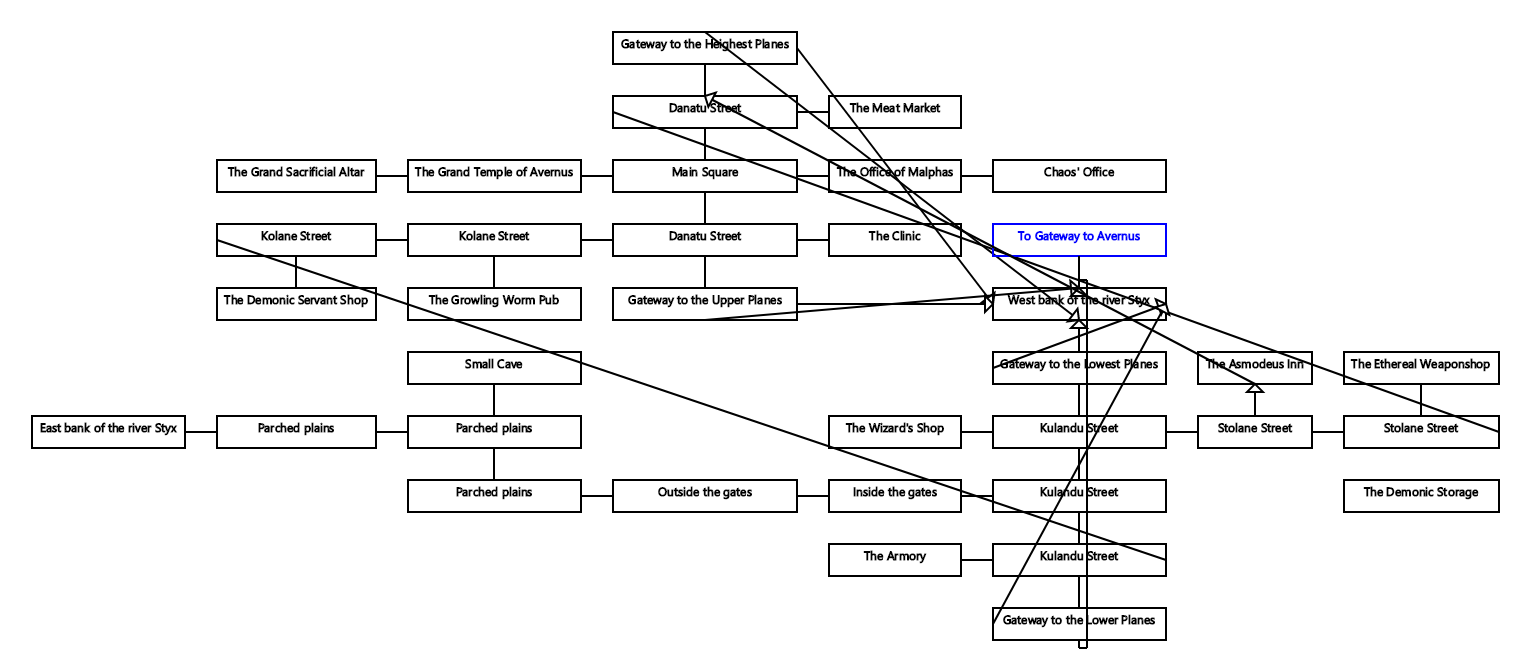 Gateway to the Heighest Planes
Danatu Street
The Meat Market
The Grand Sacrificial Altar
The Grand Temple of Avernus
Main Square
The Office of Malphas
Chaos' Office
Kolane Street
Kolane Street
Danatu Street
The Clinic
To Gateway to Avernus
The Demonic Servant Shop
The Growling Worm Pub
Gateway to the Upper Planes
West bank of the river Styx
Small Cave
Gateway to the Lowest Planes
The Asmodeus Inn
The Ethereal Weaponshop
East bank of the river Styx
Parched plains
Parched plains
The Wizard's Shop
Kulandu Street
Stolane Street
Stolane Street
Parched plains
Outside the gates
Inside the gates
Kulandu Street
The Demonic Storage
The Armory
Kulandu Street
Gateway to the Lower Planes